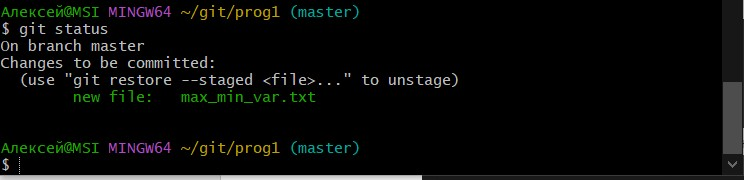 Алексей@MSI MINGW64 ~/git/prog1 (master)
$ git status
On branch master
Changes to be committed:
  (use "git restore --staged <file>..." to unstage)
        new file:   max_min_var.txt

Алексей@MSI MINGW64 ~/git/prog1 (master)
$